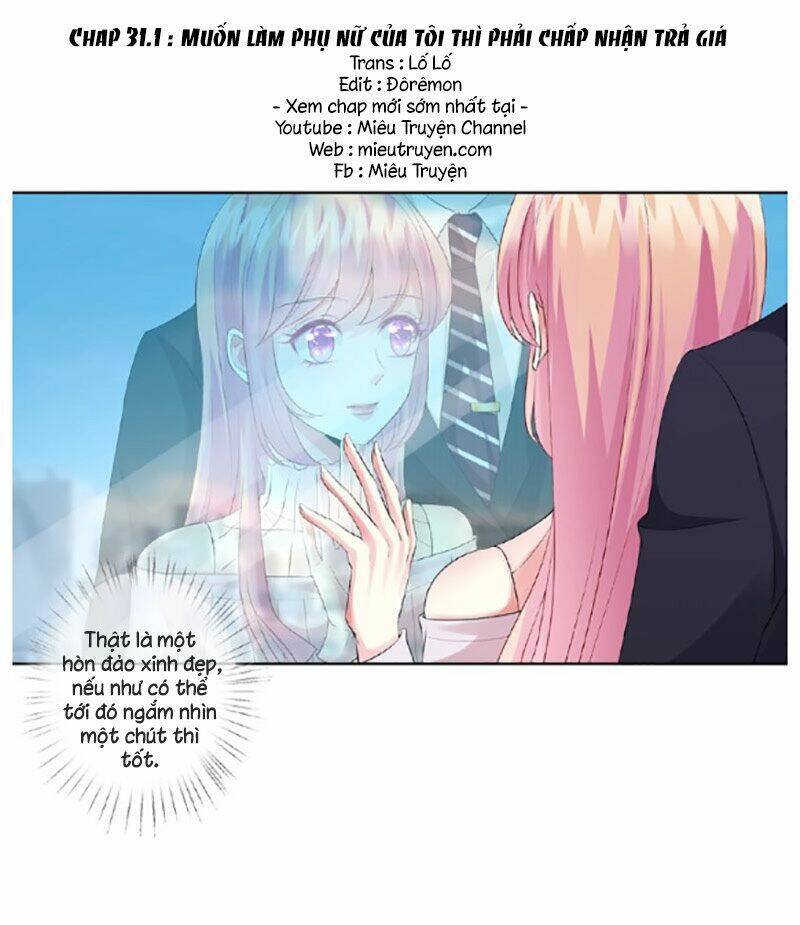 Chap 31.1 : Muốn làm phụ nữ của tôi thì phải chấp nhận trả giá
Trans : Lố Lố
Edit : Đôrêmon
- Xem chap mới sớm nhất tại -
Youtube : Miêu Truyện Channel
Web : mieutruyen.com
Fb : Miêu Truyện
Thật là một
hòn đảo xinh đẹp,
nếu như có thể
tới đó ngắm nhìn
một chút thì
tốt.